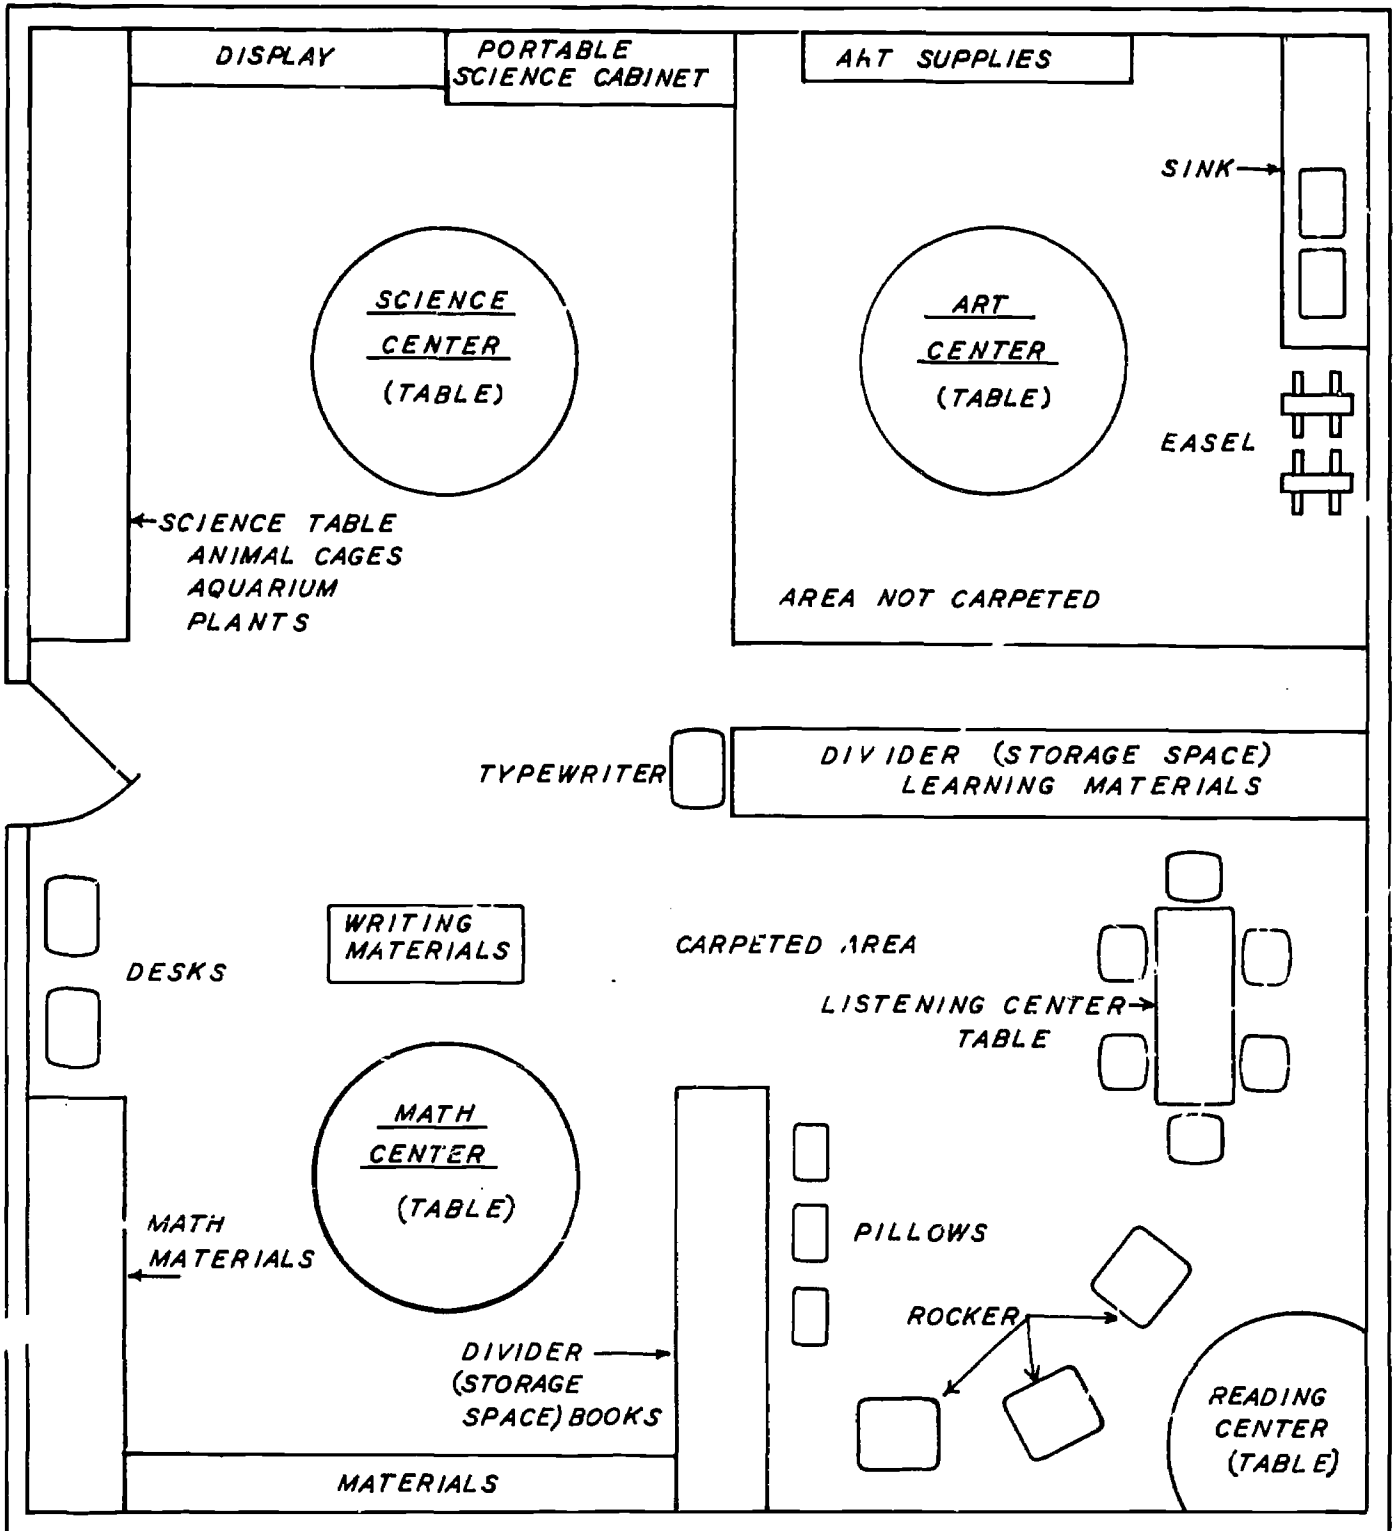 DISPLAY
PORTABLE
SCIENCE CABINET
ART SUPPLIES
SINK
SCIENCE
CENTER
(TABLE)
ART
CENTER
(TABLE)
EASEL
SCIENCE TABLE
ANIMAL CAGES
AQUARIUM
PLANTS
AREA NOT CARPETED
TYPEWRITER
DIVIDER (STORAGE SPACE)
LEARNING MATERIALS
WRITING
MATERIALS
DESKS
CARPETED AREA
LISTENING CENTER
TABLE
MATH
CENTER
(TABLE)
MATH
MATERIALS
PILLOWS
ROCKER
DIVIDER
(STORAGE
SPACE) BOOKS
READING
CENTER
(TABLE)
MATERIALS